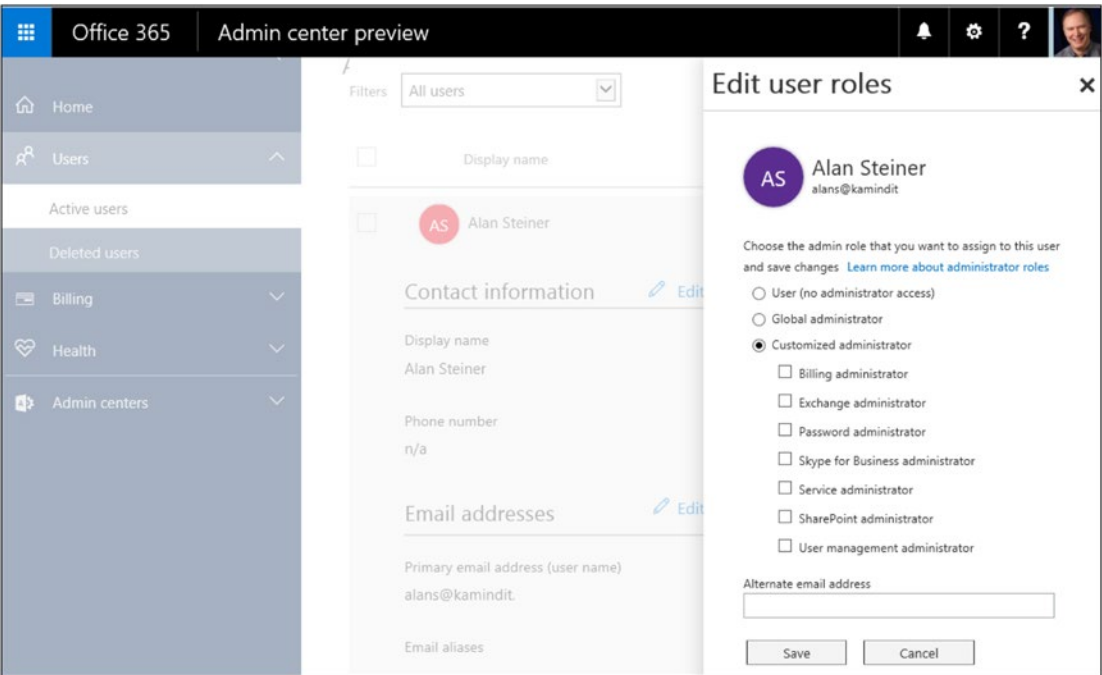 Office 365
Admin center preview
?
Home
Users
Active users
Deleted users
Billing
Health
Admin centers
Filters
All users
Display name
AS
Alan Steiner
Contact information
Edit
Display name
Alan Steiner
Phone number
n/a
Email addresses
Edit
Primary email address (user name)
alans@kamindit.
Email aliases
Edit user roles
AS
Alan Steiner
alans@kamindit
Choose the admin role that you want to assign to this user
and save changes Learn more about administrator roles
User (no administrator access)
Global administrator
Customized administrator
Billing administrator
Exchange administrator
Password administrator
Skype for Business administrator
Service administrator
SharePoint administrator
User management administrator
Alternate email address
Save
Cancel